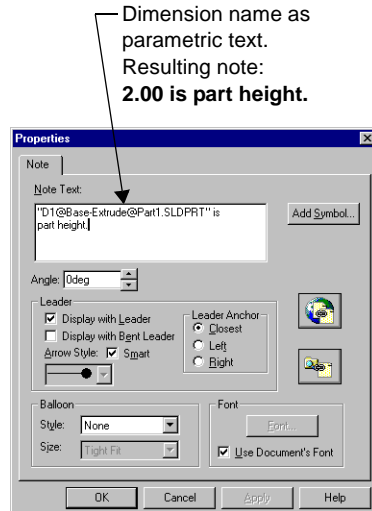 Dimension name as
parametric text.
Resulting note:
2.00 is part height.
Properties
Note
Note Text:
"D1@Base-Extrude@Part1.SLDPRT" is
part height.
Add Symbol...
Angle: 0deg
Leader
Display with Leader
Display with Bent Leader
Arrow Style: Smart
Leader Anchor
Closest
Left
Right
Balloon
Style: None
Size: Tight Fit
Font
Font...
Use Document's Font
OK Cancel Apply Help